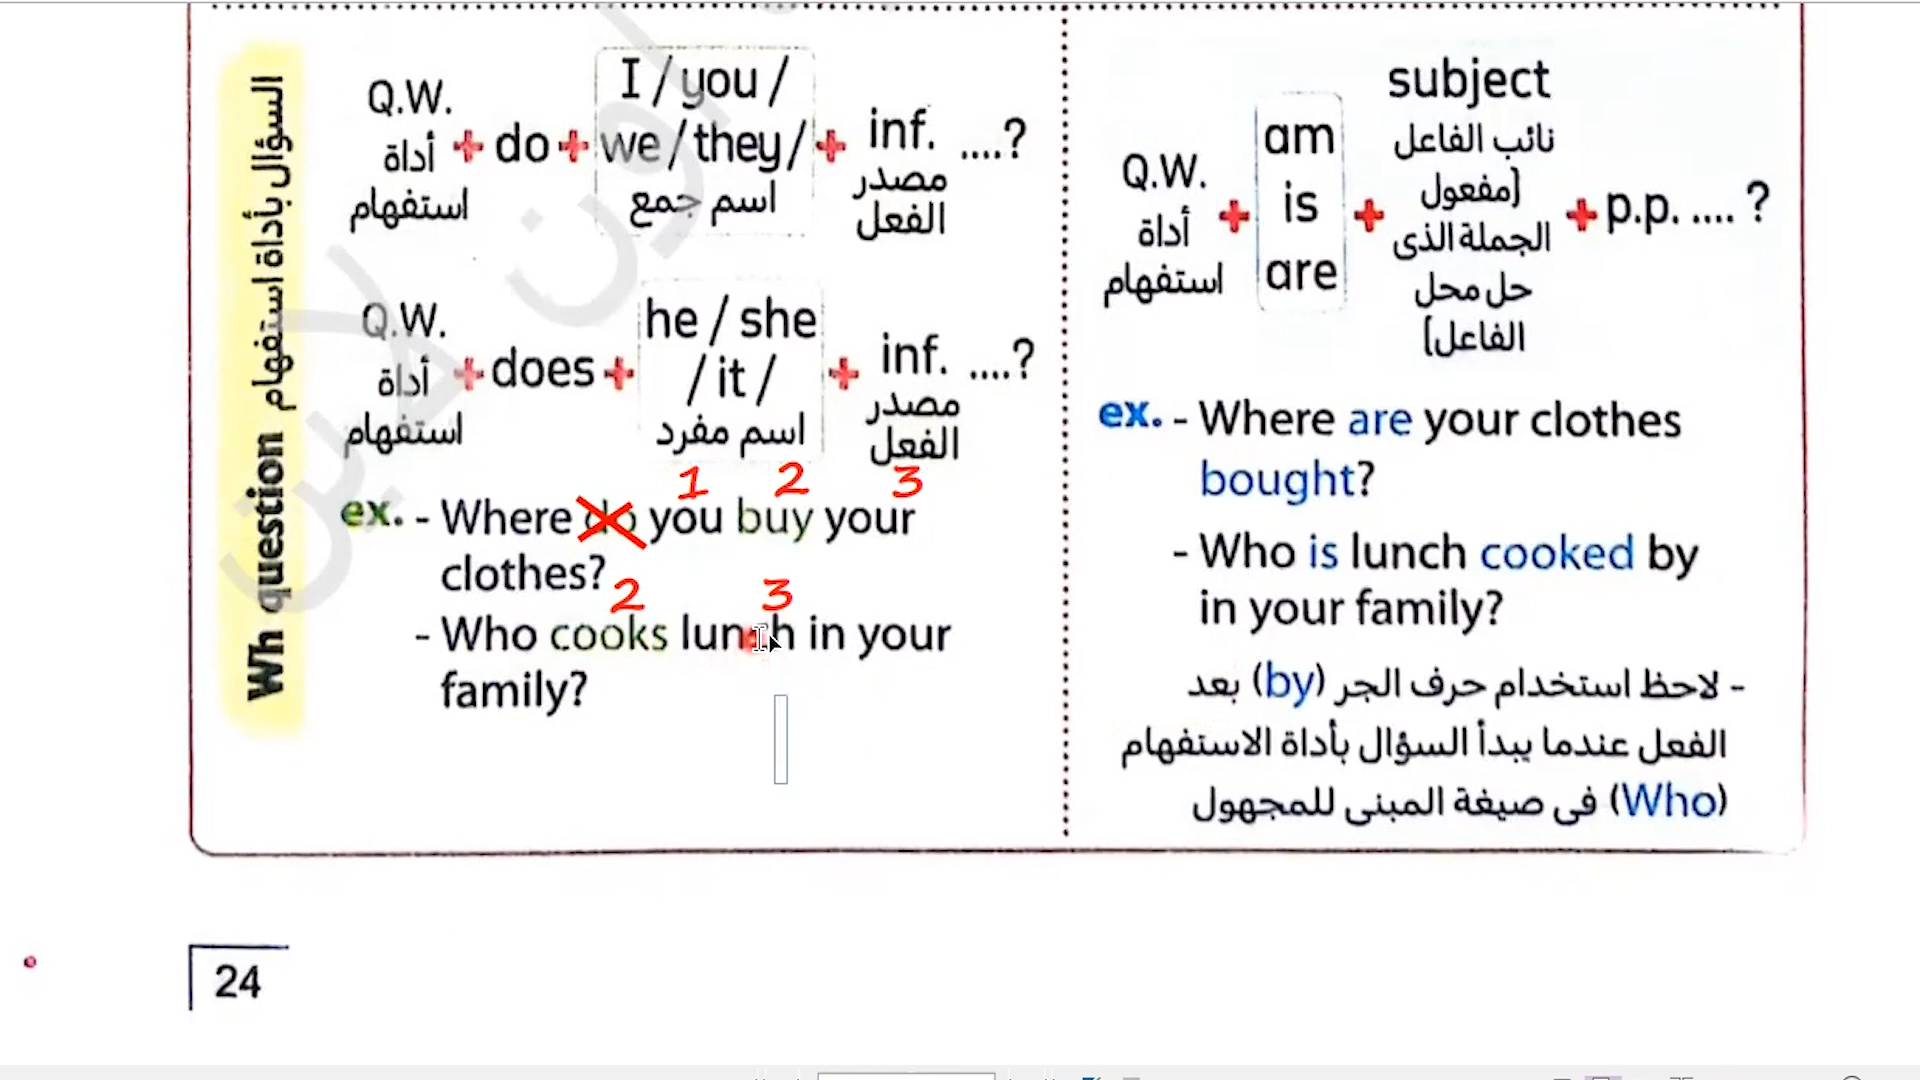 Wh question السؤال بأداة استفهام
I / you /
Q.W. + do + we / they / + inf. ....?
أداة استفهام
اسم جمع
مصدر الفعل
he / she
Q.W. + does + / it / + inf. ....?
أداة استفهام
اسم مفرد
مصدر الفعل
1 2 3
ex. - Where do you buy your
clothes?
2 3
- Who cooks lunch in your
family?
subject
نائب الفاعل
[مفعول
الجملة الذى
حل محل
الفاعل]
Q.W. + am is are + p.p. .... ?
أداة
استفهام
ex. - Where are your clothes
bought?
- Who is lunch cooked by
in your family?
- لاحظ استخدام حرف الجر (by) بعد
الفعل عندما يبدأ السؤال بأداة الاستفهام
(Who) فى صيغة المبنى للمجهول
24